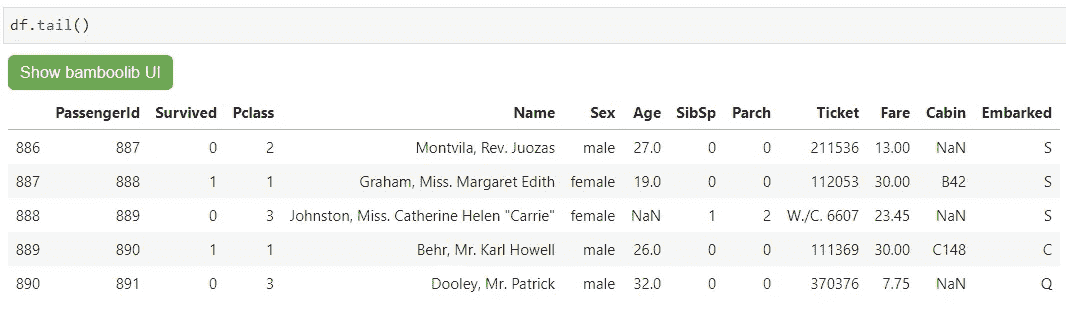 df.tail()
Show bamboolib UI
PassengerId Survived Pclass Name Sex Age SibSp Parch Ticket Fare Cabin Embarked
886 887 0 2 Montvila, Rev. Juozas male 27.0 0 0 211536 13.00 NaN S
887 888 1 1 Graham, Miss. Margaret Edith female 19.0 0 0 112053 30.00 B42 S
888 889 0 3 Johnston, Miss. Catherine Helen "Carrie" female NaN 1 2 W./C. 6607 23.45 NaN S
889 890 1 1 Behr, Mr. Karl Howell male 26.0 0 0 111369 30.00 C148 C
890 891 0 3 Dooley, Mr. Patrick male 32.0 0 0 370376 7.75 NaN Q